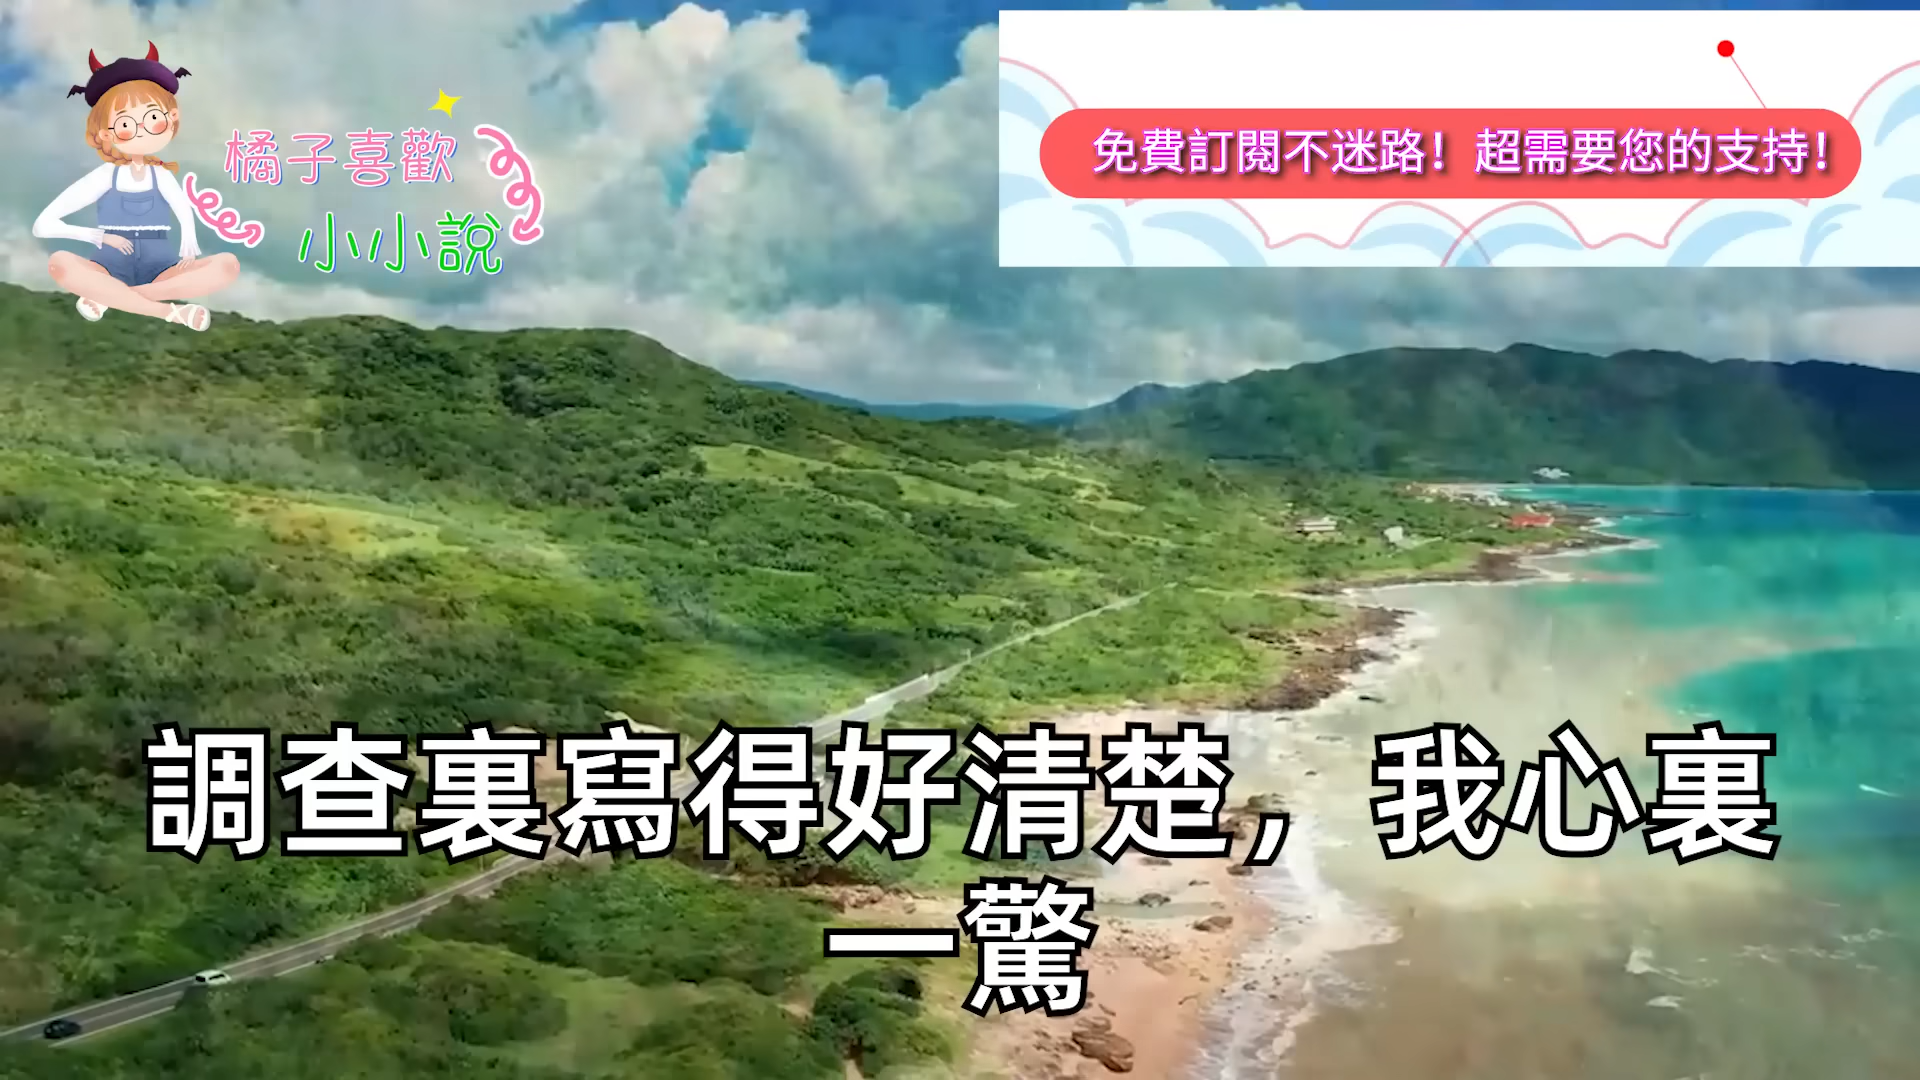 橘子喜歡
小小說
免費訂閱不迷路！超需要您的支持！
調查裏寫得好清楚，我心裏
一驚